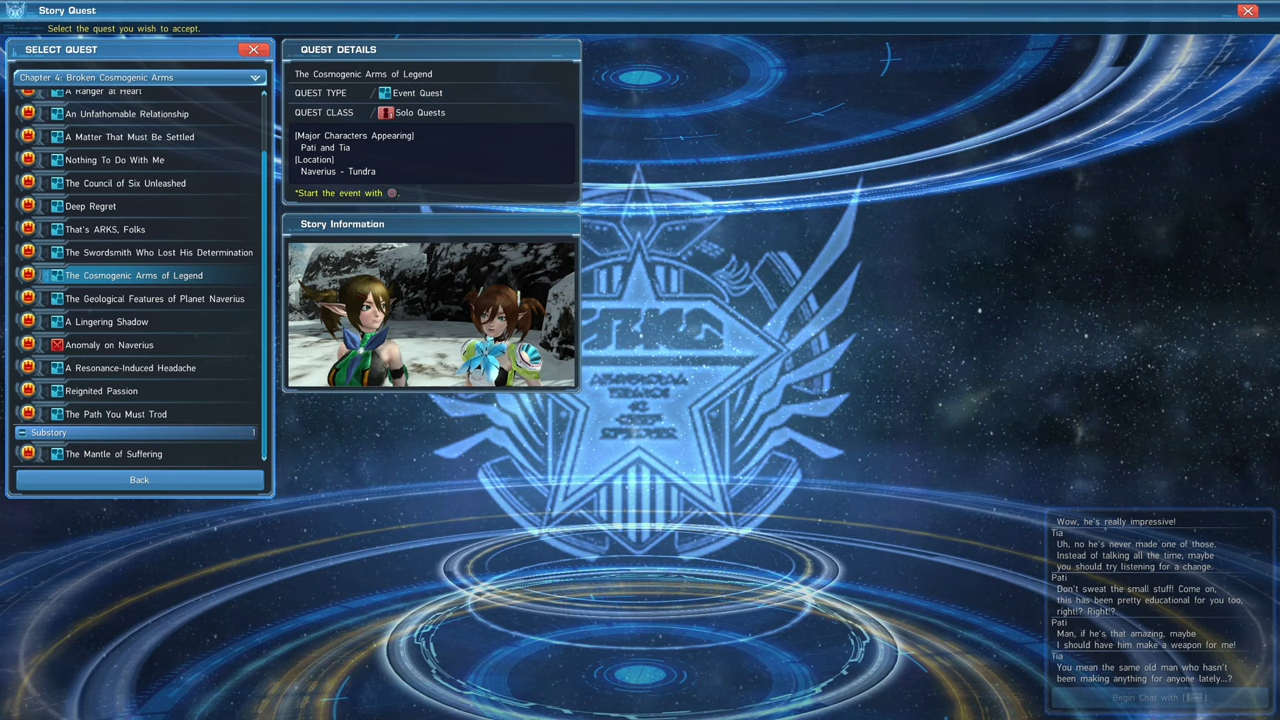 Story Quest
Select the quest you wish to accept.
SELECT QUEST
Chapter 4: Broken Cosmogenic Arms
A Ranger at Heart
An Unfathomable Relationship
A Matter That Must Be Settled
Nothing To Do With Me
The Council of Six Unleashed
Deep Regret
That's ARKS, Folks
The Swordsmith Who Lost His Determination
The Cosmogenic Arms of Legend
The Geological Features of Planet Naverius
A Lingering Shadow
Anomaly on Naverius
A Resonance-Induced Headache
Reignited Passion
The Path You Must Trod
Substory 1
The Mantle of Suffering
Back
QUEST DETAILS
The Cosmogenic Arms of Legend
QUEST TYPE / Event Quest
QUEST CLASS / Solo Quests
[Major Characters Appearing]
Pati and Tia
[Location]
Naverius - Tundra
*Start the event with .
Story Information
Wow, he's really impressive!
Tia
Uh, no he's never made one of those.
Instead of talking all the time, maybe
you should try listening for a change.
Pati
Don't sweat the small stuff! Come on,
this has been pretty educational for you too,
right!? Right!?
Pati
Man, if he's that amazing, maybe
I should have him make a weapon for me!
Tia
You mean the same old man who hasn't
been making anything for anyone lately...?
Begin Chat with [ ]